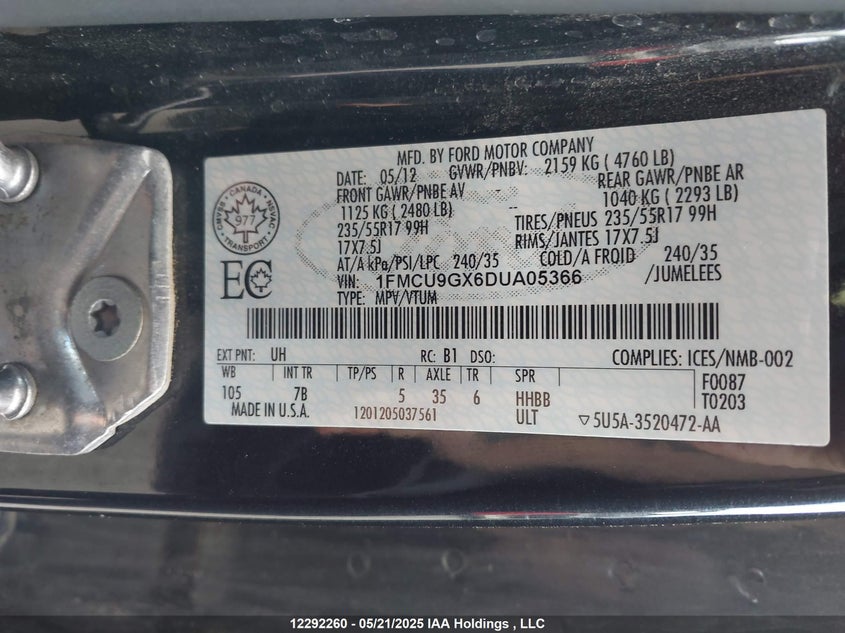 MFD. BY FORD MOTOR COMPANY
DATE: 05/12 GVWR/PNBV: 2159 KG ( 4760 LB)
FRONT GAWR/PNBE AV REAR GAWR/PNBE AR
1125 KG ( 2480 LB) 1040 KG ( 2293 LB)
235/55R17 99H TIRES/PNEUS 235/55R17 99H
17X7.5J RIMS/JANTES 17X7.5J
AT/A kPa/PSI/LPC 240/35 COLD/A FROID 240/35
VIN: 1FMCU9GX6DUA05366 /JUMELEES
TYPE: MPV/VTUM
CANADA
CMVSS NSVAC
977
TRANSPORT
EC
EXT PNT: UH RC: B1 DSO: COMPLIES: ICES/NMB-002
WB INT TR TP/PS R AXLE TR SPR F0087
105 7B 5 35 6 HHBB T0203
MADE IN U.S.A. 1201205037561 ULT ▽5U5A-3520472-AA
12292260 - 05/21/2025 IAA Holdings , LLC